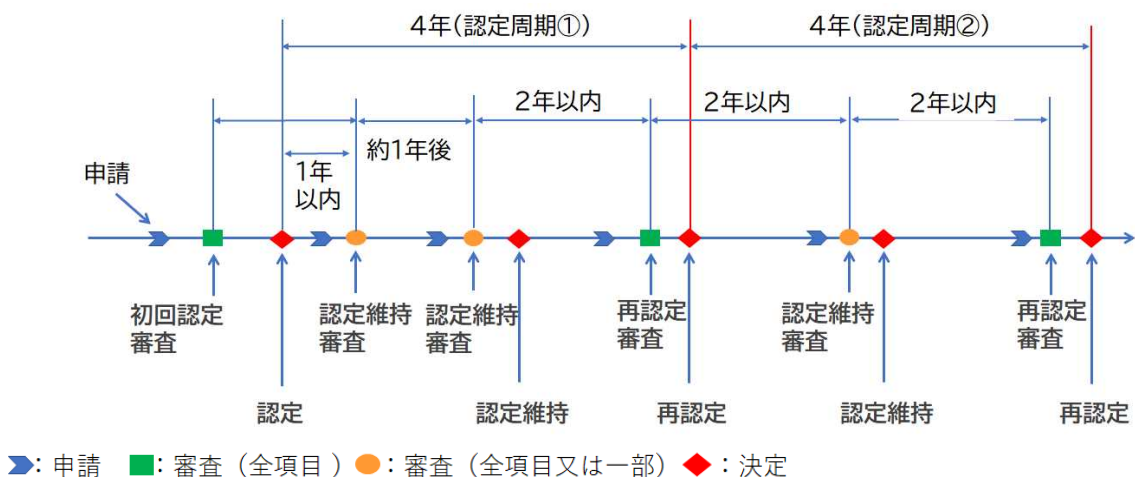 4年(認定周期①)
4年(認定周期②)
2年以内
2年以内
2年以内
約1年後
1年
以内
申請
初回認定
審査
認定維持
審査
認定維持
審査
再認定
審査
認定維持
審査
再認定
審査
認定
認定維持
再認定
認定維持
再認定
：申請 ：審査（全項目 ）：審査（全項目又は一部） ：決定